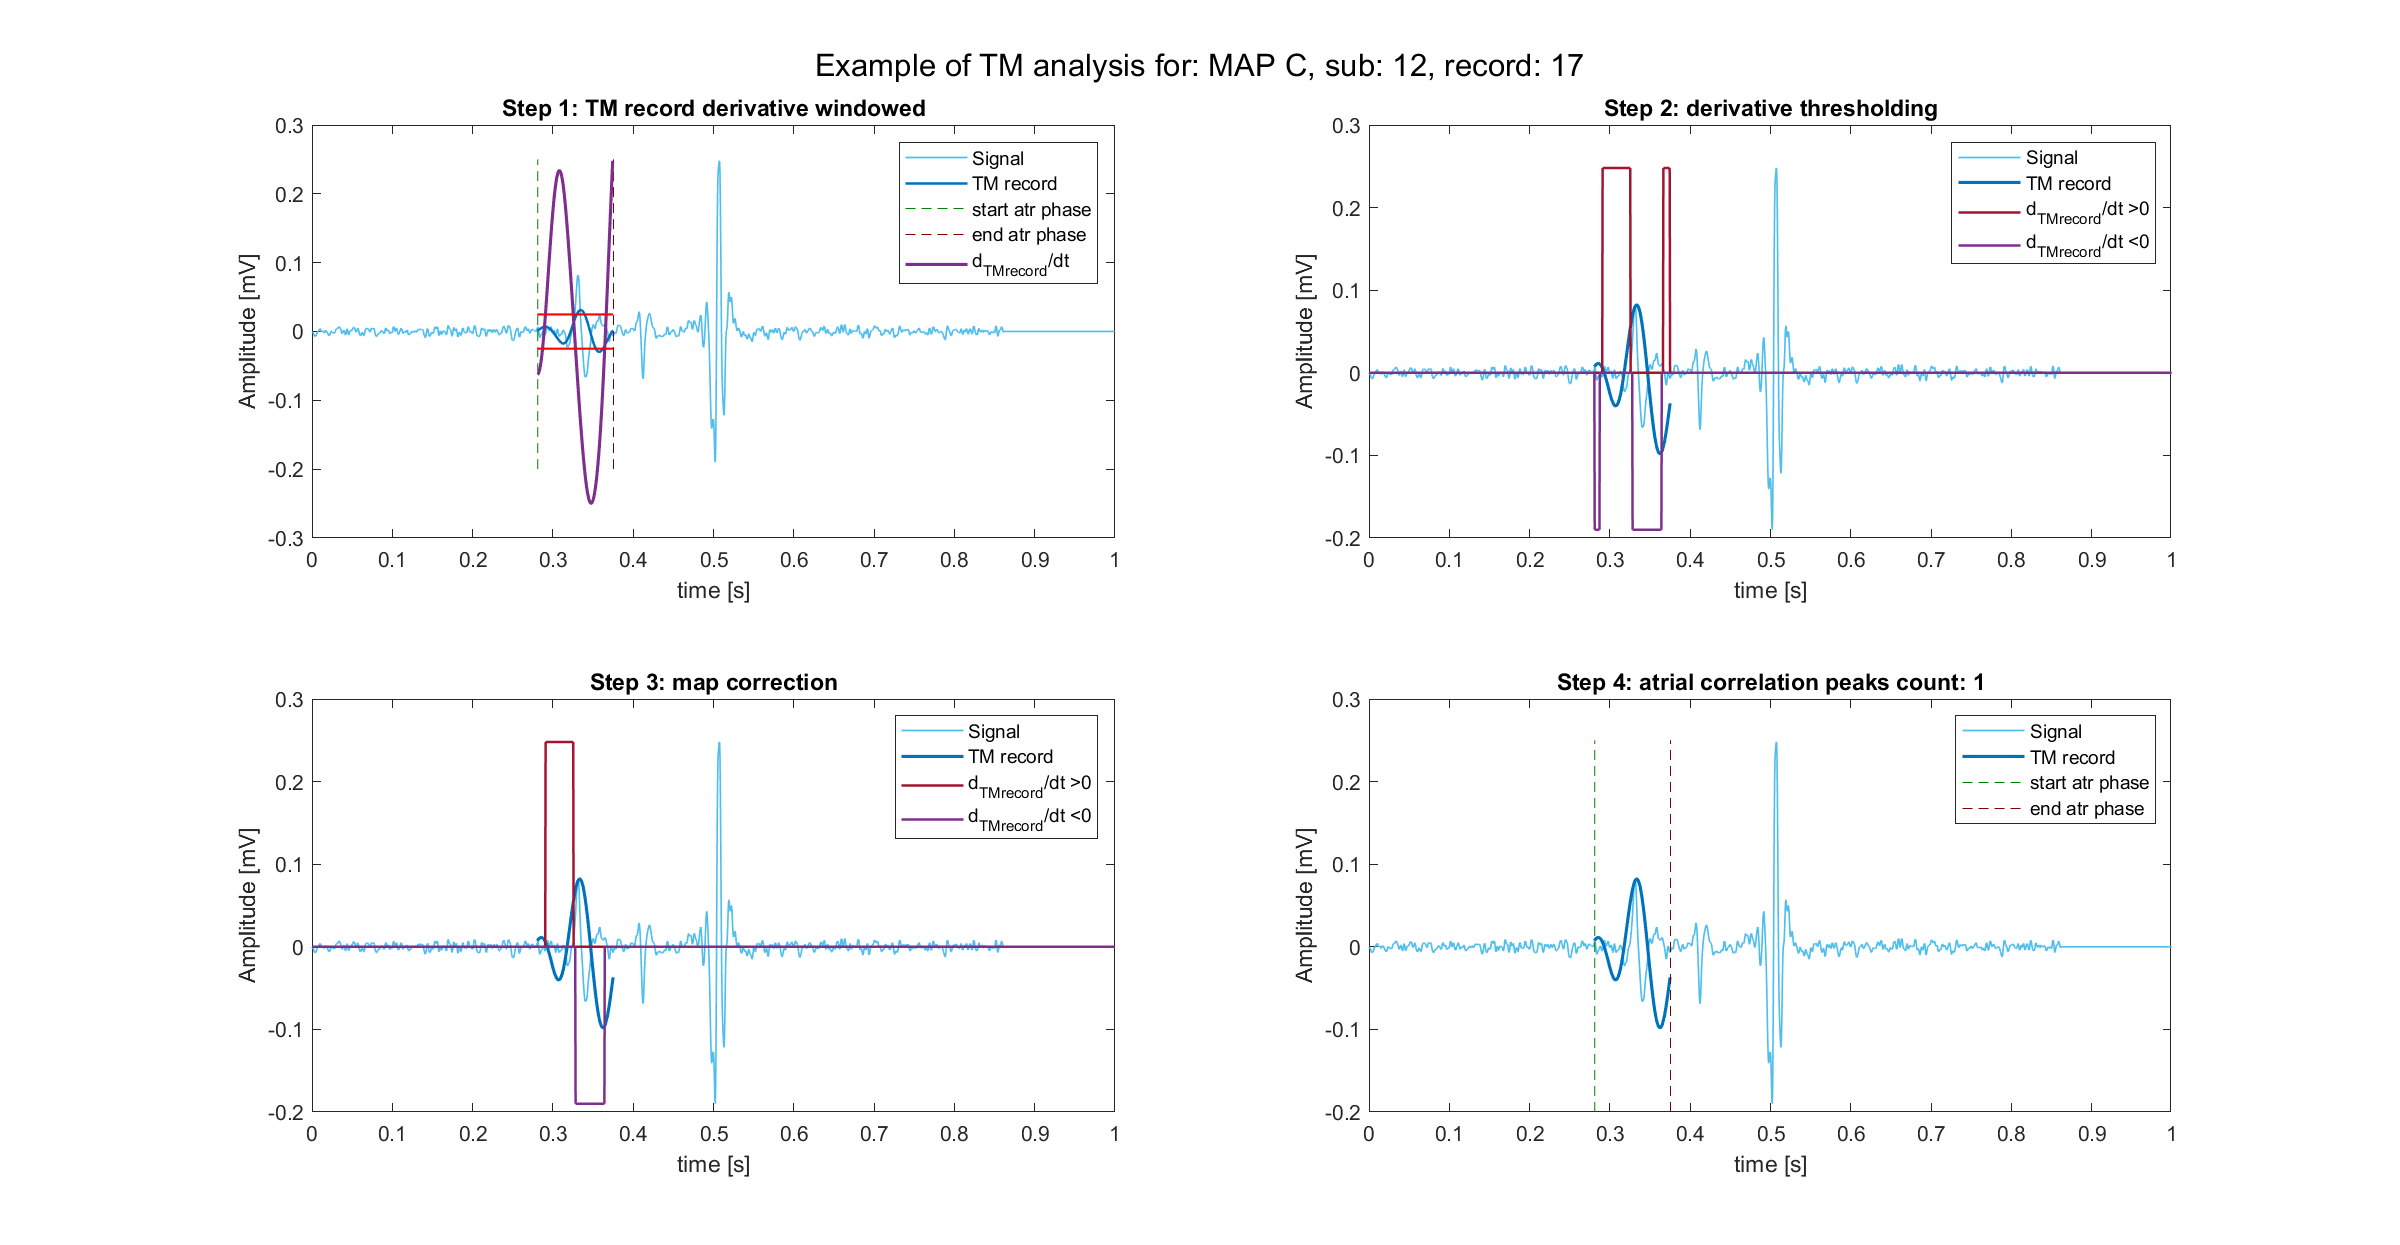 Example of TM analysis for: MAP C, sub: 12, record: 17
Step 1: TM record derivative windowed
0.3
0.2
0.1
0
-0.1
-0.2
-0.3
Amplitude [mV]
0 0.1 0.2 0.3 0.4 0.5 0.6 0.7 0.8 0.9 1
time [s]
Signal
TM record
start atr phase
end atr phase
dTMrecord/dt
Step 2: derivative thresholding
0.3
0.2
0.1
0
-0.1
-0.2
Amplitude [mV]
0 0.1 0.2 0.3 0.4 0.5 0.6 0.7 0.8 0.9 1
time [s]
Signal
TM record
dTMrecord/dt >0
dTMrecord/dt <0
Step 3: map correction
0.3
0.2
0.1
0
-0.1
-0.2
Amplitude [mV]
0 0.1 0.2 0.3 0.4 0.5 0.6 0.7 0.8 0.9 1
time [s]
Signal
TM record
dTMrecord/dt >0
dTMrecord/dt <0
Step 4: atrial correlation peaks count: 1
0.3
0.2
0.1
0
-0.1
-0.2
Amplitude [mV]
0 0.1 0.2 0.3 0.4 0.5 0.6 0.7 0.8 0.9 1
time [s]
Signal
TM record
start atr phase
end atr phase